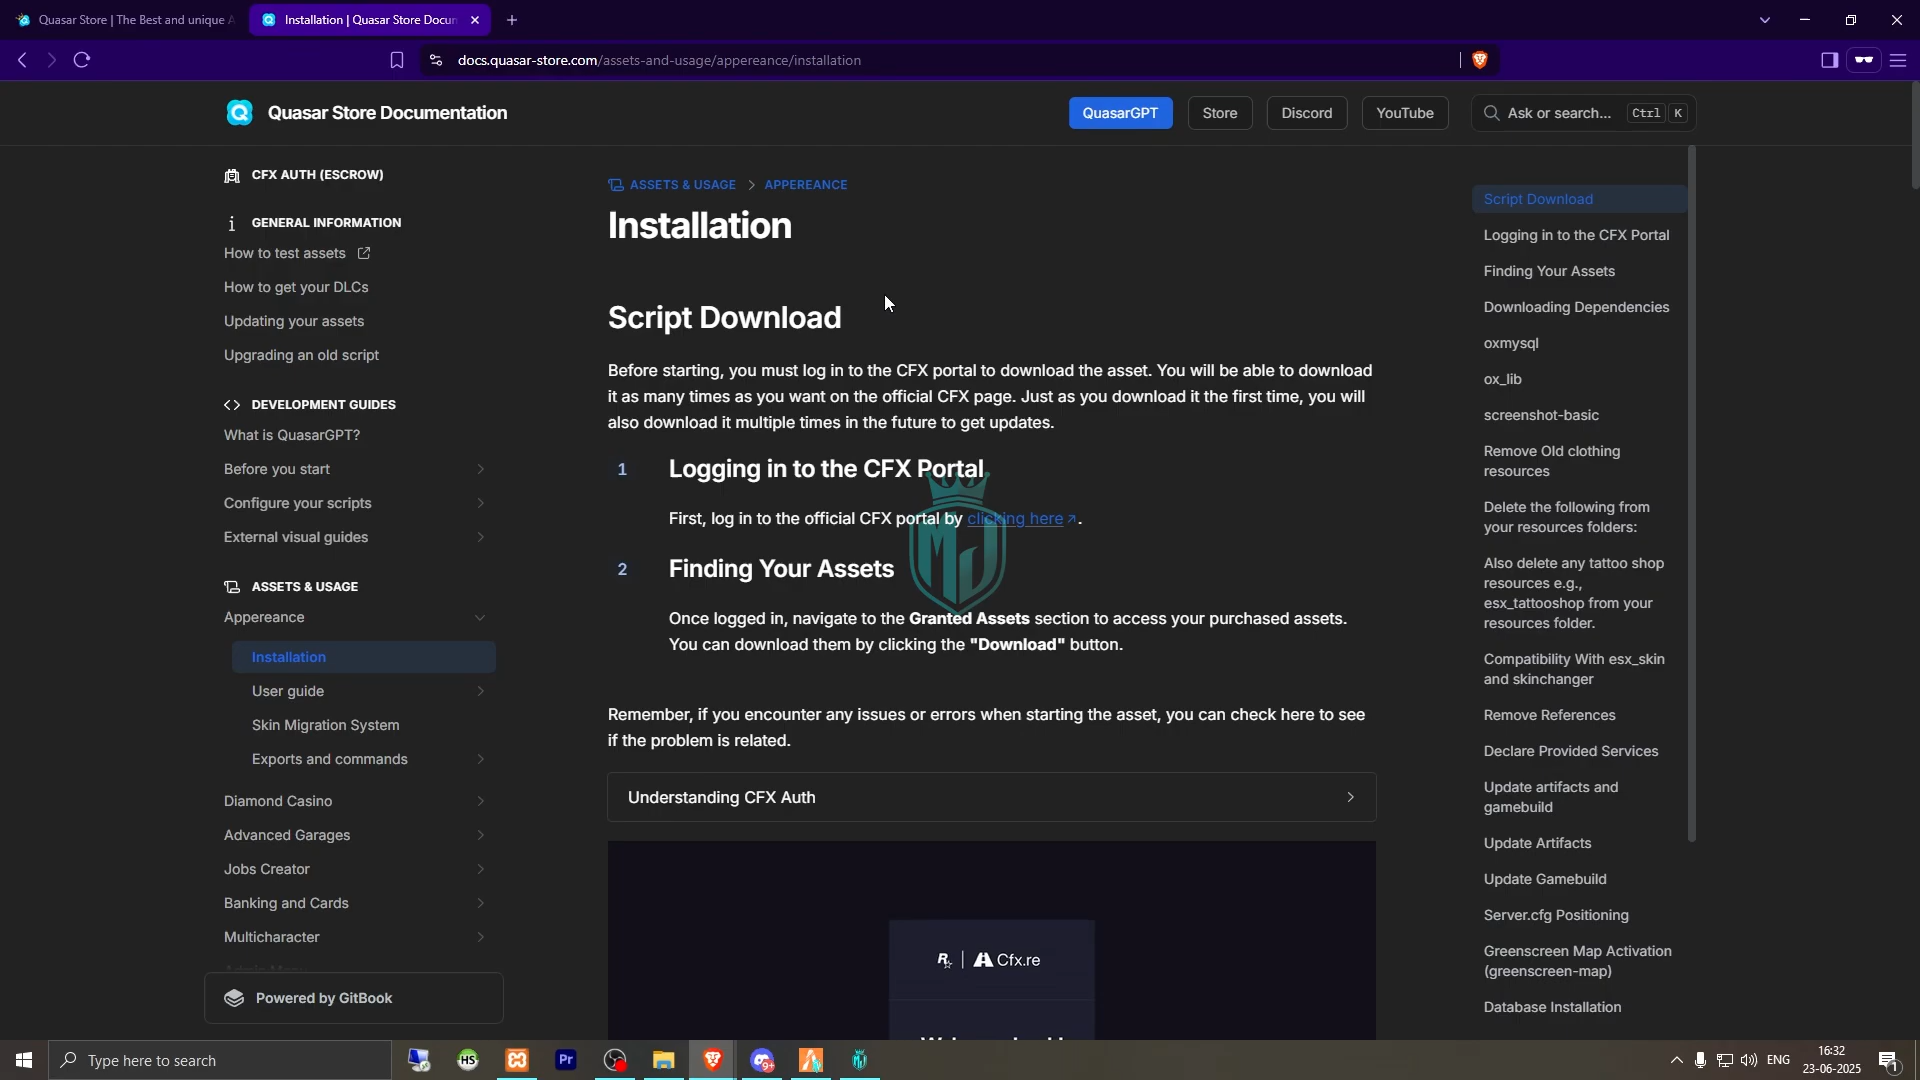 Quasar Store | The Best and unique A
Installation | Quasar Store Docun
docs.quasar-store.com/assets-and-usage/appereance/installation
Quasar Store Documentation
QuasarGPT
Store
Discord
YouTube
Ask or search...
Ctrl
K
CFX AUTH (ESCROW)
GENERAL INFORMATION
How to test assets
How to get your DLCs
Updating your assets
Upgrading an old script
DEVELOPMENT GUIDES
What is QuasarGPT?
Before you start
Configure your scripts
External visual guides
ASSETS & USAGE
Appereance
Installation
User guide
Skin Migration System
Exports and commands
Diamond Casino
Advanced Garages
Jobs Creator
Banking and Cards
Multicharacter
Powered by GitBook
ASSETS & USAGE
APPEREANCE
Installation
Script Download
Before starting, you must log in to the CFX portal to download the asset. You will be able to download
it as many times as you want on the official CFX page. Just as you download it the first time, you will
also download it multiple times in the future to get updates.
1 Logging in to the CFX Portal
First, log in to the official CFX portal by clicking here.
2 Finding Your Assets
Once logged in, navigate to the Granted Assets section to access your purchased assets.
You can download them by clicking the "Download" button.
Remember, if you encounter any issues or errors when starting the asset, you can check here to see
if the problem is related.
Understanding CFX Auth
Cfx.re
MJ
Script Download
Logging in to the CFX Portal
Finding Your Assets
Downloading Dependencies
oxmysql
ox_lib
screenshot-basic
Remove Old clothing
resources
Delete the following from
your resources folders:
Also delete any tattoo shop
resources e.g.,
esx_tattooshop from your
resources folder.
Compatibility With esx_skin
and skinchanger
Remove References
Declare Provided Services
Update artifacts and
gamebuild
Update Artifacts
Update Gamebuild
Server.cfg Positioning
Greenscreen Map Activation
(greenscreen-map)
Database Installation
Type here to search
HS
Pr
9+
ENG
16:32
23-06-2025
1